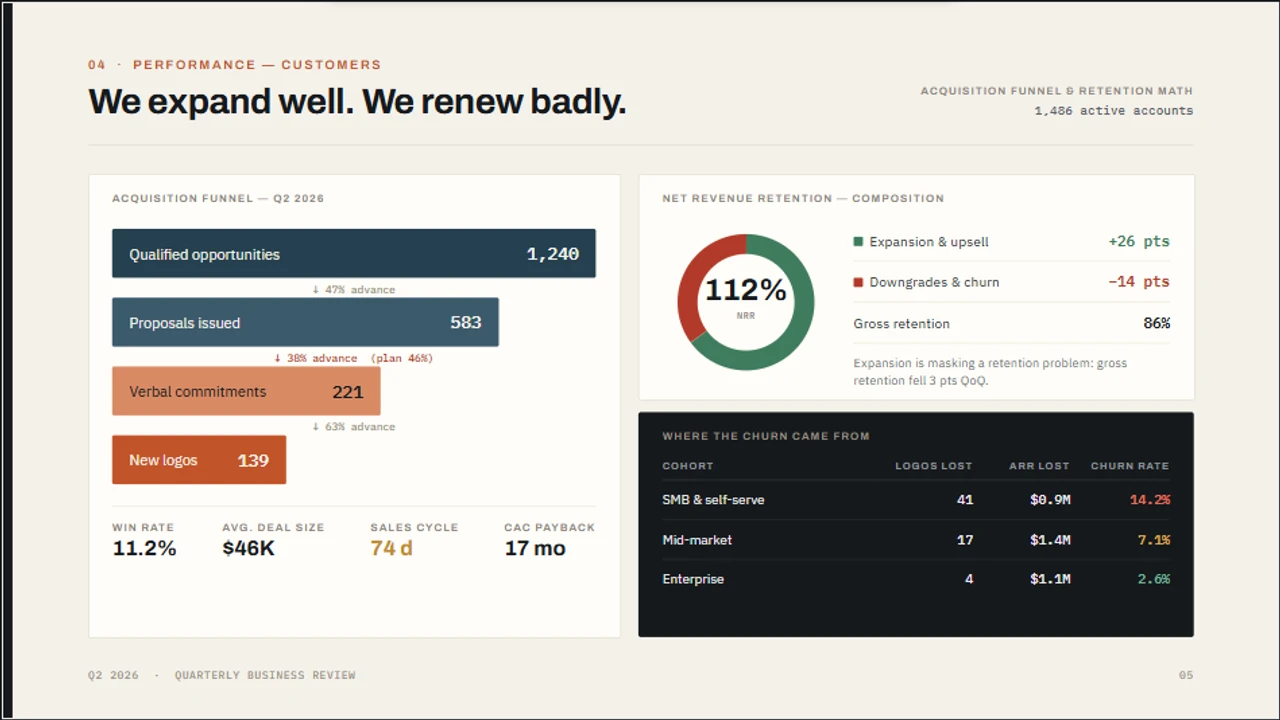 04 · PERFORMANCE — CUSTOMERS
We expand well. We renew badly.
ACQUISITION FUNNEL & RETENTION MATH
1,486 active accounts
ACQUISITION FUNNEL — Q2 2026
Qualified opportunities 1,240
↓ 47% advance
Proposals issued 583
↓ 38% advance (plan 46%)
Verbal commitments 221
↓ 63% advance
New logos 139
WIN RATE AVG. DEAL SIZE SALES CYCLE CAC PAYBACK
11.2% $46K 74 d 17 mo
NET REVENUE RETENTION — COMPOSITION
112%
NRR
Expansion & upsell +26 pts
Downgrades & churn −14 pts
Gross retention 86%
Expansion is masking a retention problem: gross
retention fell 3 pts QoQ.
WHERE THE CHURN CAME FROM
COHORT LOGOS LOST ARR LOST CHURN RATE
SMB & self-serve 41 $0.9M 14.2%
Mid-market 17 $1.4M 7.1%
Enterprise 4 $1.1M 2.6%
Q2 2026 · QUARTERLY BUSINESS REVIEW
05